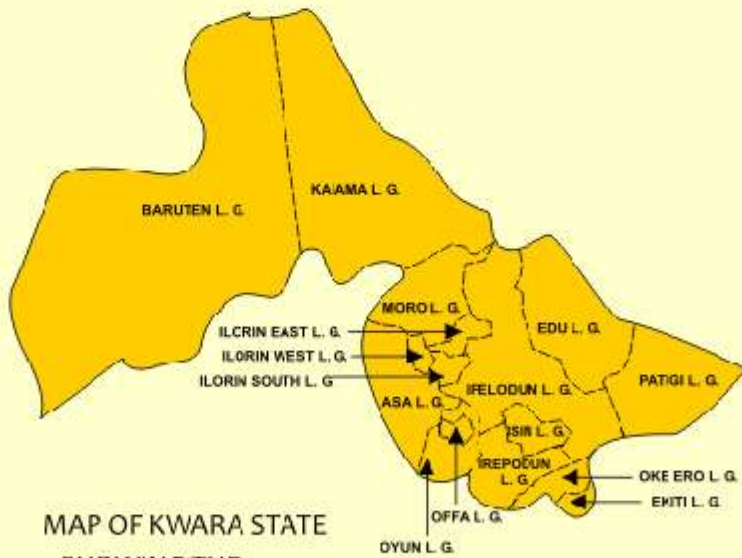 KAIAMA L. G.
BARUTEN L. G.
MORO L. G.
ILCRIN EAST L. G.
EDU L. G.
ILORIN WEST L. G.
ILORIN SOUTH L. G
PATIGI L. G.
IFELODUN L. G.
ASA L. G.
ISIN L. G.
IREPODUN
L. G.
OKE ERO L. G.
EKITI L. G.
OFFA L. G.
OYUN L. G.
MAP OF KWARA STATE